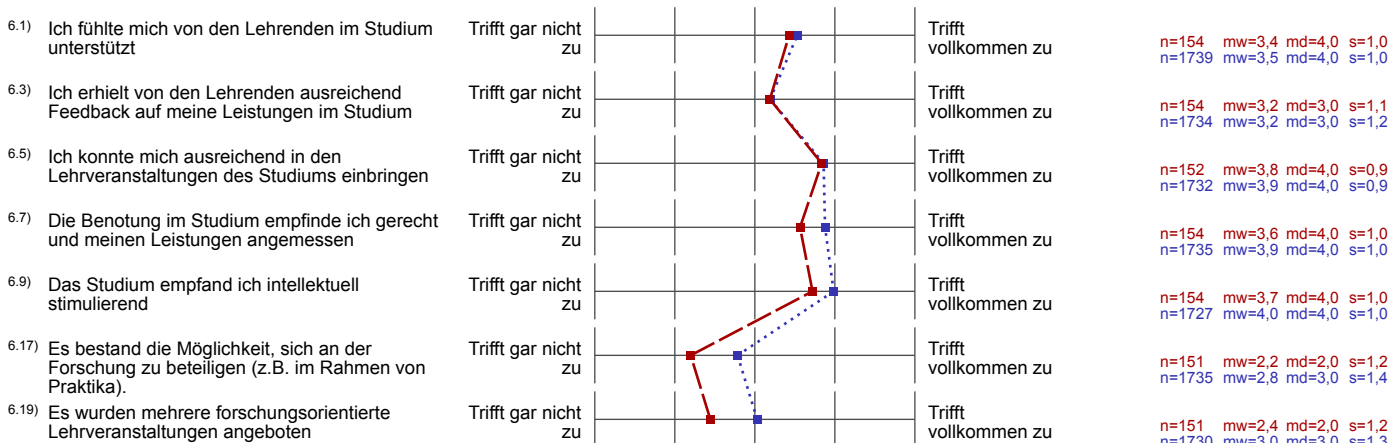 6.1) Ich fühlte mich von den Lehrenden im Studium
unterstützt
Trifft gar nicht
zu
Trifft
vollkommen zu
n=154 mw=3,4 md=4,0 s=1,0
n=1739 mw=3,5 md=4,0 s=1,0
6.3) Ich erhielt von den Lehrenden ausreichend
Feedback auf meine Leistungen im Studium
Trifft gar nicht
zu
Trifft
vollkommen zu
n=154 mw=3,2 md=3,0 s=1,1
n=1734 mw=3,2 md=3,0 s=1,2
6.5) Ich konnte mich ausreichend in den
Lehrveranstaltungen des Studiums einbringen
Trifft gar nicht
zu
Trifft
vollkommen zu
n=152 mw=3,8 md=4,0 s=0,9
n=1732 mw=3,9 md=4,0 s=0,9
6.7) Die Benotung im Studium empfinde ich gerecht
und meinen Leistungen angemessen
Trifft gar nicht
zu
Trifft
vollkommen zu
n=154 mw=3,6 md=4,0 s=1,0
n=1735 mw=3,9 md=4,0 s=1,0
6.9) Das Studium empfand ich intellektuell
stimulierend
Trifft gar nicht
zu
Trifft
vollkommen zu
n=154 mw=3,7 md=4,0 s=1,0
n=1727 mw=4,0 md=4,0 s=1,0
6.17) Es bestand die Möglichkeit, sich an der
Forschung zu beteiligen (z.B. im Rahmen von
Praktika).
Trifft gar nicht
zu
Trifft
vollkommen zu
n=151 mw=2,2 md=2,0 s=1,2
n=1735 mw=2,8 md=3,0 s=1,4
6.19) Es wurden mehrere forschungsorientierte
Lehrveranstaltungen angeboten
Trifft gar nicht
zu
Trifft
vollkommen zu
n=151 mw=2,4 md=2,0 s=1,2
n=1730 mw=3,0 md=3,0 s=1,3